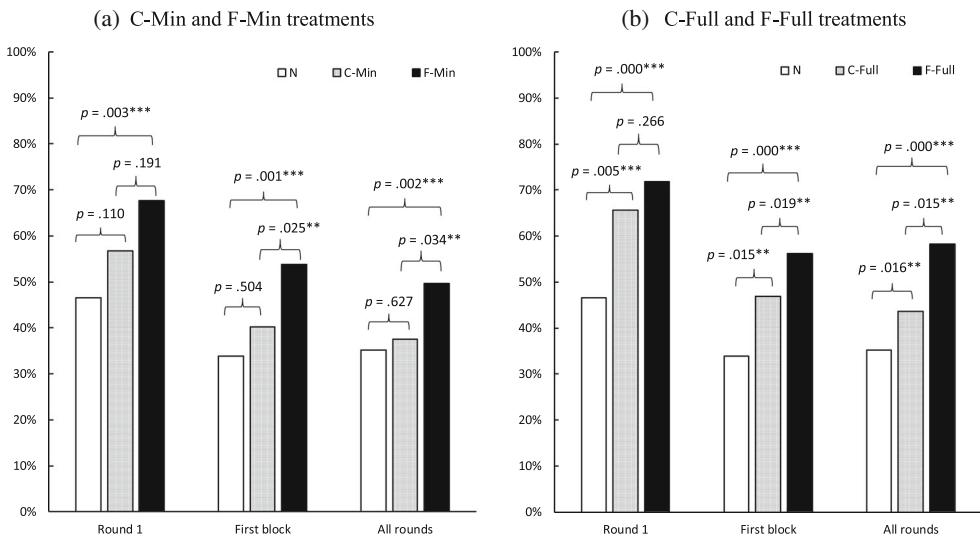 (a) C-Min and F-Min treatments
100%
90%
80%
70%
60%
50%
40%
30%
20%
10%
0%
N C-Min F-Min
p = .003***
p = .191
p = .110
p = .001***
p = .025**
p = .504
p = .002***
p = .034**
p = .627
Round 1 First block All rounds
(b) C-Full and F-Full treatments
100%
90%
80%
70%
60%
50%
40%
30%
20%
10%
0%
N C-Full F-Full
p = .000***
p = .266
p = .005***
p = .000***
p = .019**
p = .015**
p = .000***
p = .015**
p = .016**
Round 1 First block All rounds